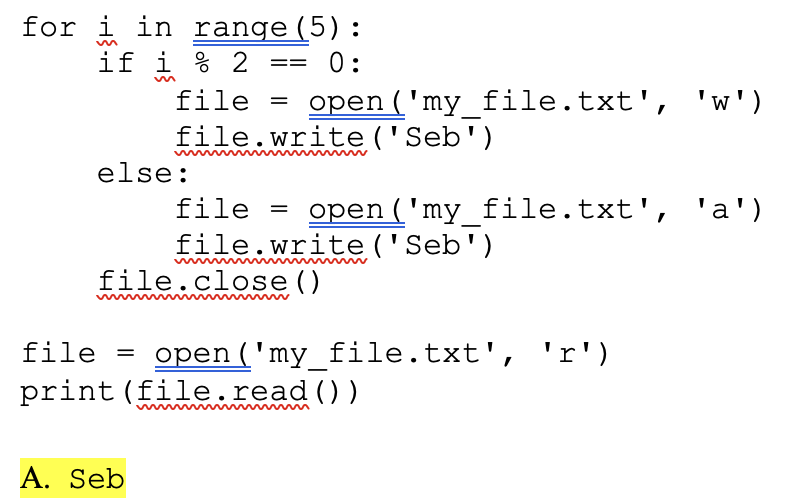 for i in range(5):
    if i % 2 == 0:
        file = open('my_file.txt', 'w')
        file.write('Seb')
    else:
        file = open('my_file.txt', 'a')
        file.write('Seb')
    file.close()

file = open('my_file.txt', 'r')
print(file.read())

A. Seb